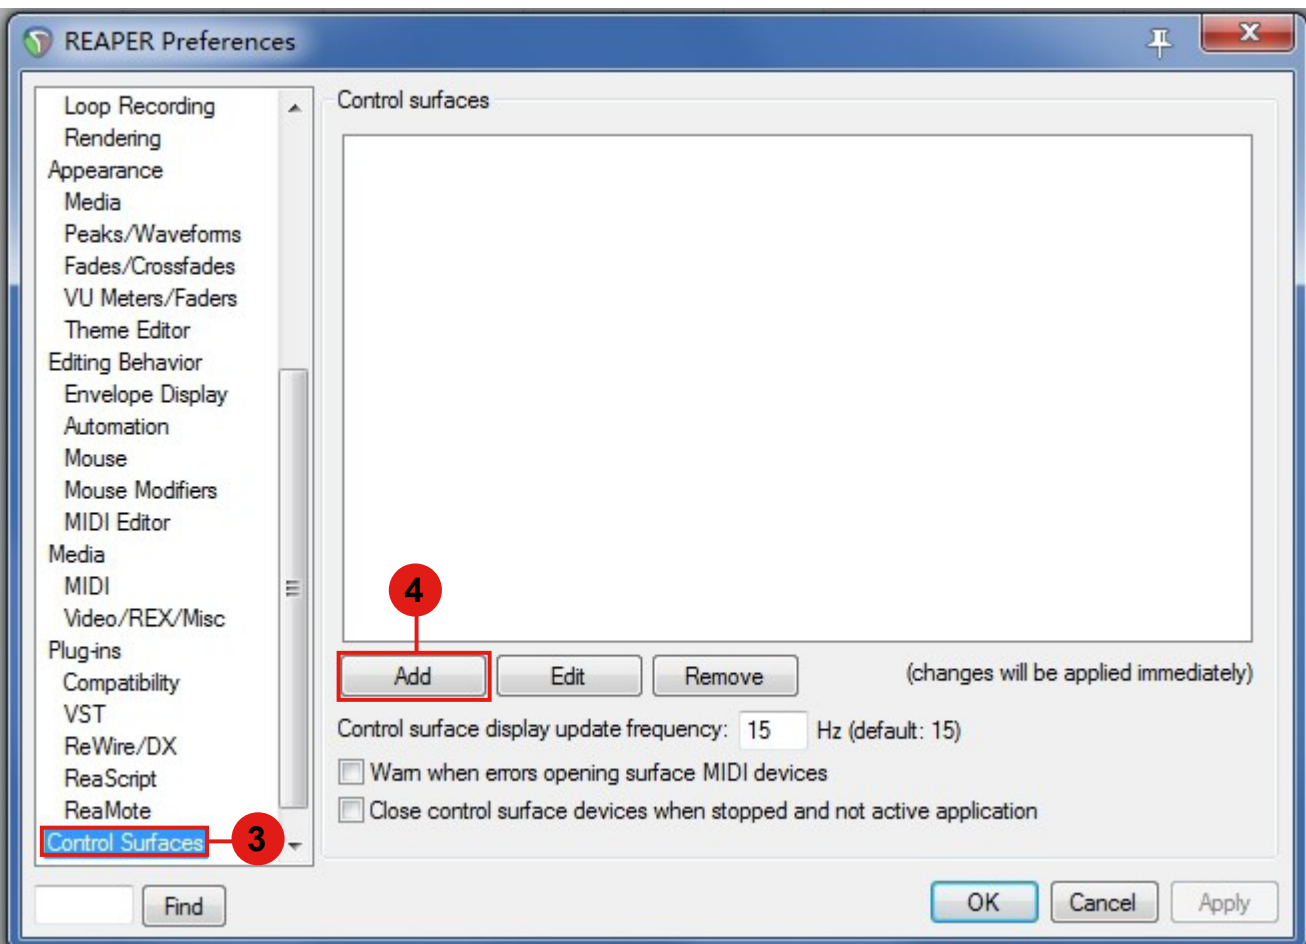 REAPER Preferences
Loop Recording
Rendering
Appearance
Media
Peaks/Waveforms
Fades/Crossfades
VU Meters/Faders
Theme Editor
Editing Behavior
Envelope Display
Automation
Mouse
Mouse Modifiers
MIDI Editor
Media
MIDI
Video/REX/Misc
Plug-ins
Compatibility
VST
ReWire/DX
ReaScript
ReaMote
Control Surfaces
3
Find
Control surfaces
4
Add
Edit
Remove
(changes will be applied immediately)
Control surface display update frequency: 15 Hz (default: 15)
Warn when errors opening surface MIDI devices
Close control surface devices when stopped and not active application
OK
Cancel
Apply